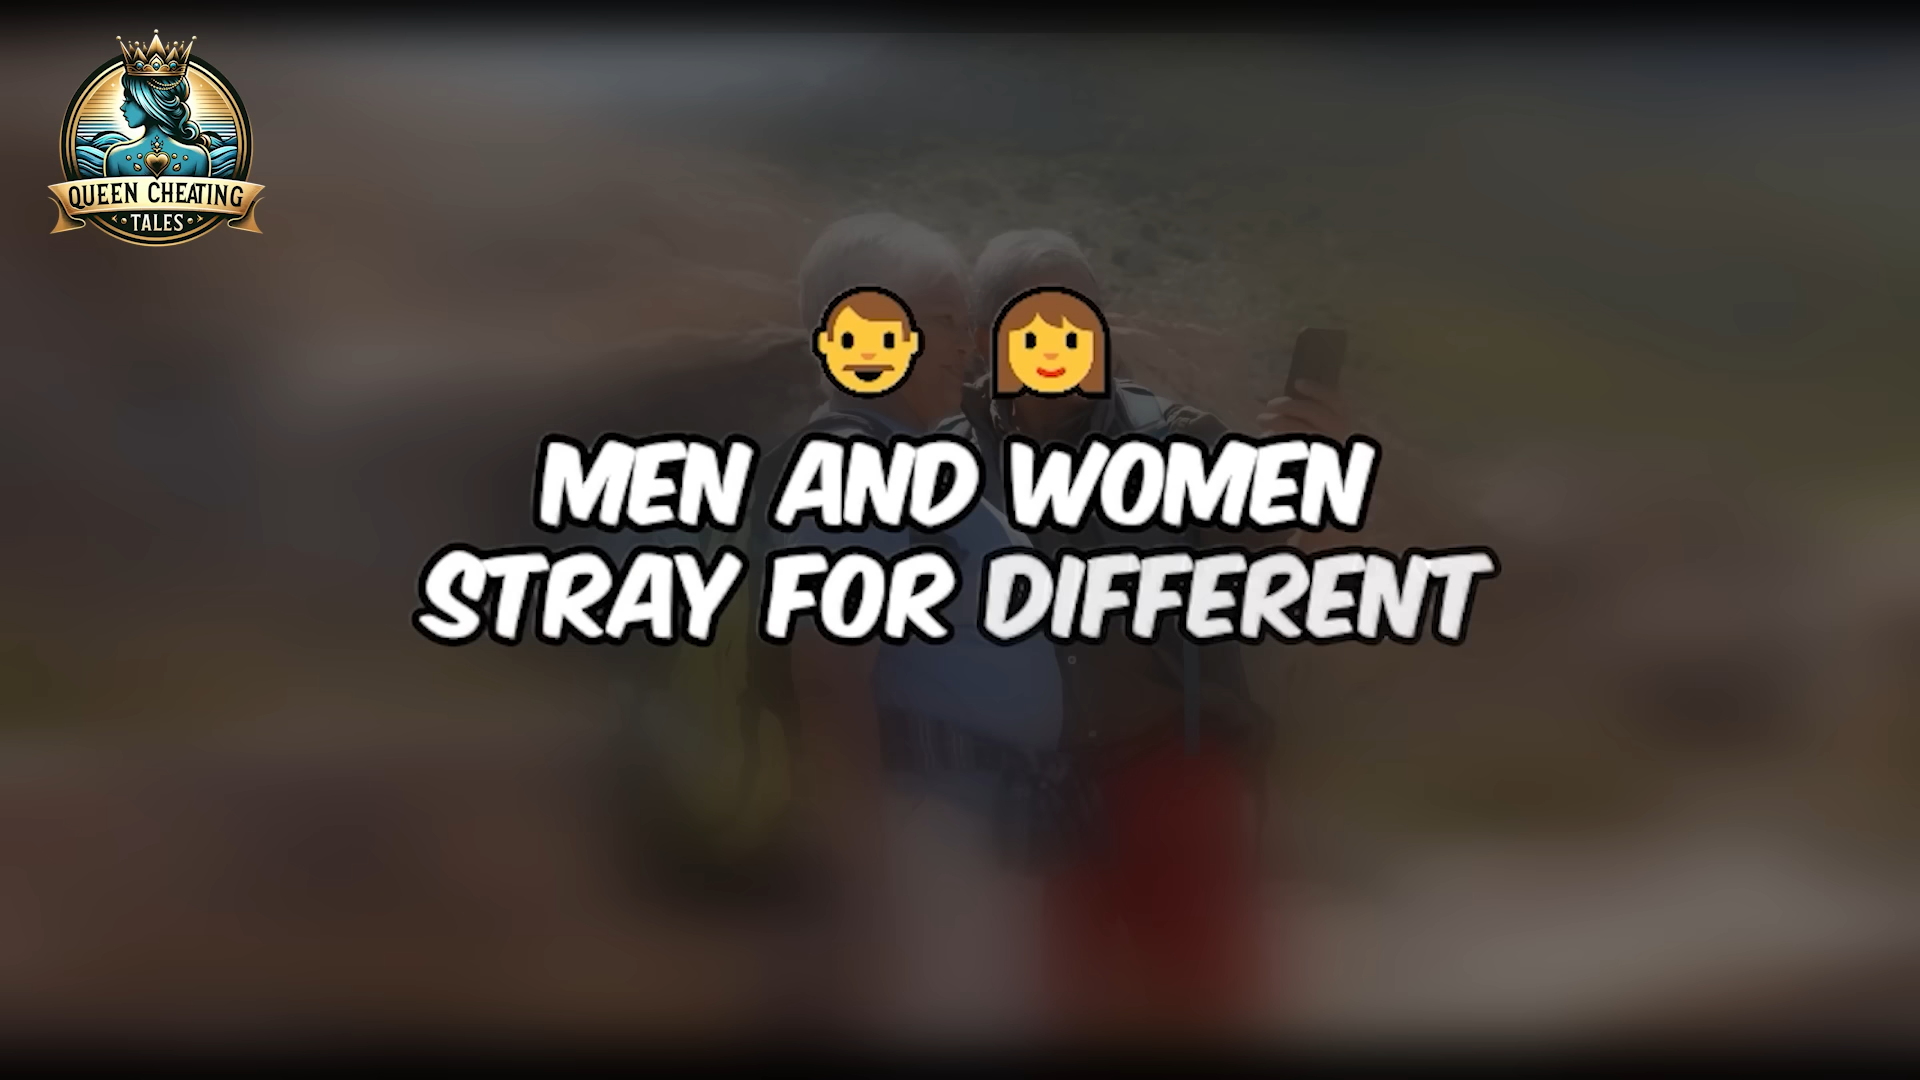 QUEEN CHEATING
TALES
MEN AND WOMEN
STRAY FOR DIFFERENT